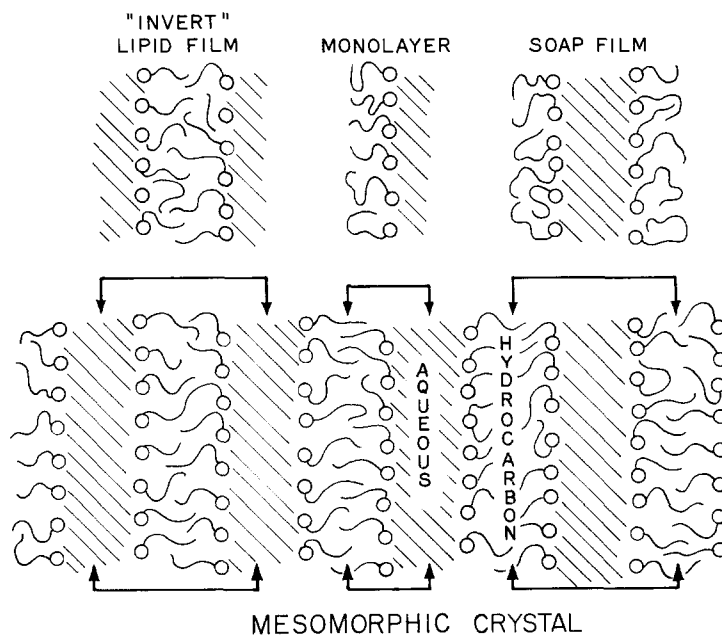 "INVERT"
LIPID FILM
MONOLAYER
SOAP FILM
AQUEOUS
HYDROCARBON
MESOMORPHIC CRYSTAL